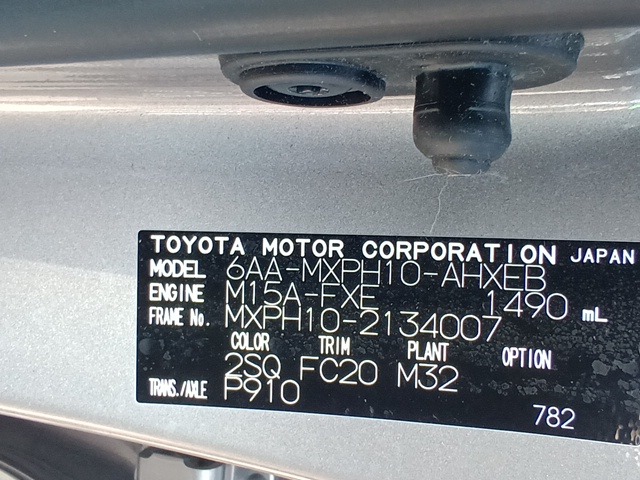 TOYOTA MOTOR CORPORATION JAPAN
MODEL 6AA-MXPH10-AHXEB
ENGINE M15A-FXE 1490 mL
FRAME No. MXPH10-2134007
COLOR TRIM PLANT OPTION
2SQ FC20 M32
TRANS./AXLE P910
782